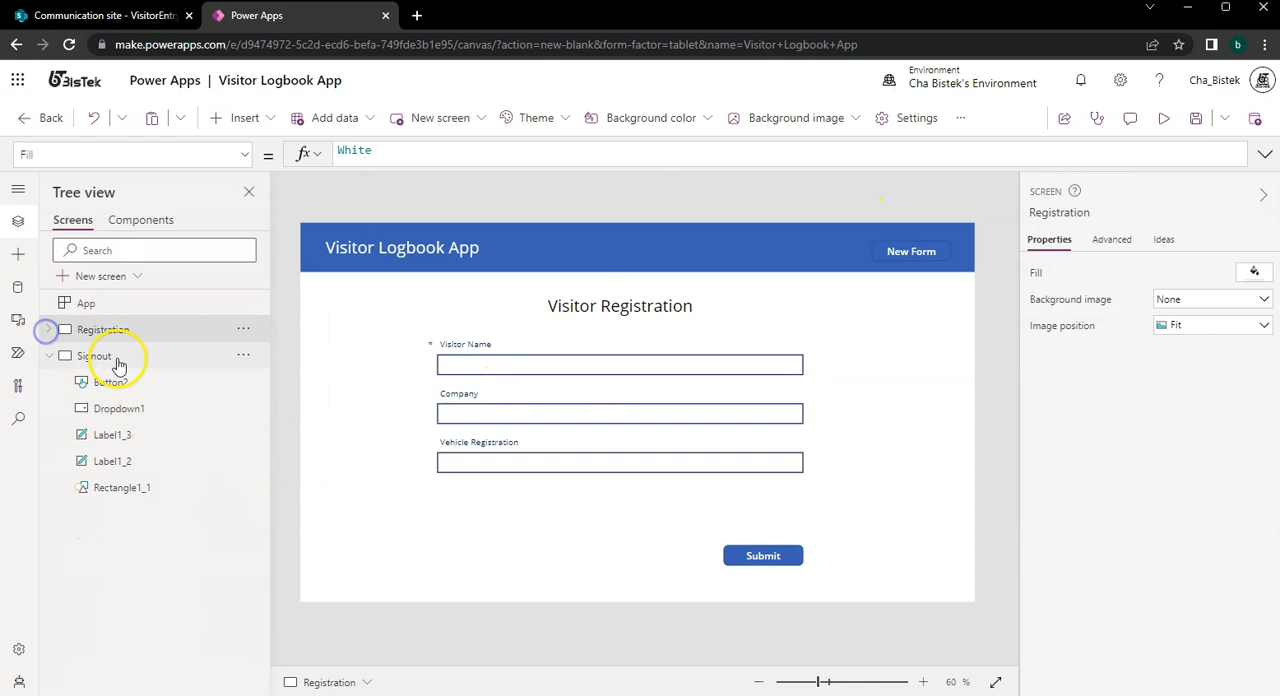 Communication site - VisitorEntry
Power Apps
make.powerapps.com/e/d9474972-5c2d-ecd6-befa-749fde3b1e95/canvas/?action=new-blank&form-factor=tablet&name=Visitor+Logbook+App
b
BisTek
Power Apps | Visitor Logbook App
Environment
Cha_Bistek's Environment
Cha_Bistek
Back
Insert
Add data
New screen
Theme
Background color
Background image
Settings
Fill
=
fx
White
Tree view
Screens
Components
Search
New screen
App
Registration
Signout
Button2
Dropdown1
Label1_3
Label1_2
Rectangle1_1
Visitor Logbook App
New Form
Visitor Registration
* Visitor Name
Company
Vehicle Registration
Submit
Registration
60 %
SCREEN
Registration
Properties
Advanced
Ideas
Fill
Background image
None
Image position
Fit